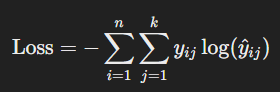 Loss = −∑_{i=1}^{n} ∑_{j=1}^{k} y_{ij} log(ŷ_{ij})